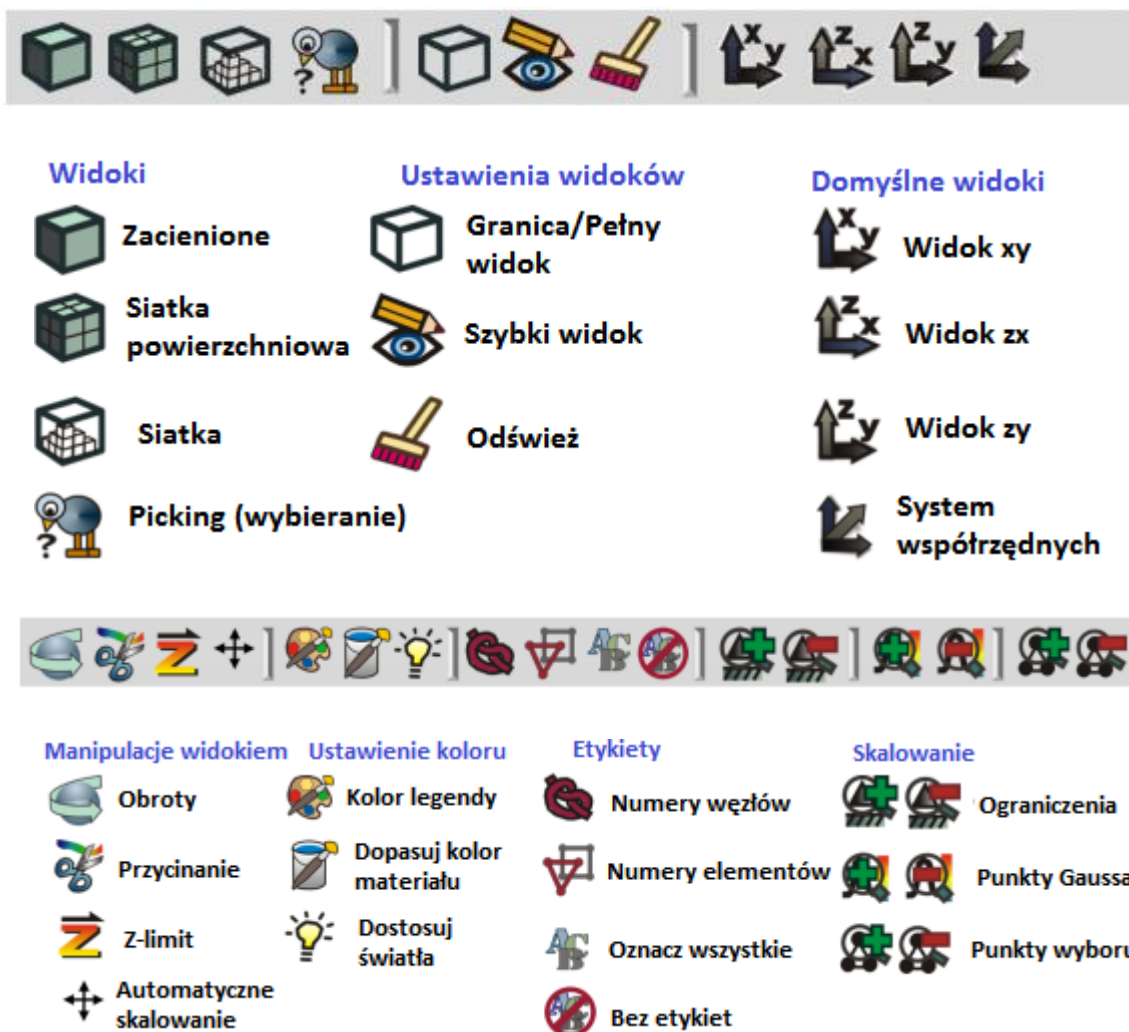 x y z x z y
Widoki
Zacienione
Siatka
powierzchniowa
Siatka
Picking (wybieranie)
Ustawienia widoków
Granica/Pełny
widok
Szybki widok
Odśwież
Domyślne widoki
x y
Widok xy
z x
Widok zx
z y
Widok zy
System
współrzędnych
Manipulacje widokiem
Obroty
Przycinanie
Z-limit
Automatyczne
skalowanie
Ustawienie koloru
Kolor legendy
Dopasuj kolor
materiału
Dostosuj
światła
Etykiety
Numery węzłów
Numery elementów
Oznacz wszystkie
Bez etykiet
Skalowanie
Ograniczenia
Punkty Gaussa
Punkty wyboru